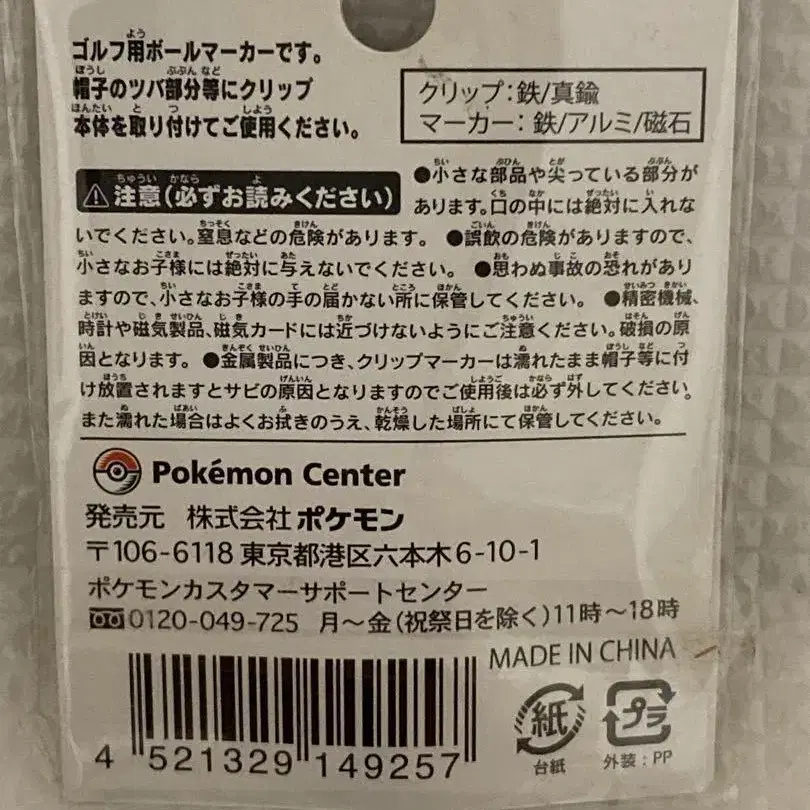 ゴルフ用ボールマーカーです。
帽子のツバ部分等にクリップ
本体を取り付けてご使用ください。
クリップ：鉄/真鍮
マーカー：鉄/アルミ/磁石
注意（必ずお読みください）
●小さな部品や尖っている部分が
あります。口の中には絶対に入れな
いでください。窒息などの危険があります。 ●誤飲の危険がありますので、
小さなお子様には絶対に与えないでください。 ●思わぬ事故の恐れがあり
ますので、小さなお子様の手の届かない所に保管してください。 ●精密機械、
時計や磁気製品、磁気カードには近づけないようにご注意ください。破損の原
因となります。 ●金属製品につき、クリップマーカーは濡れたまま帽子等に付
け放置されますとサビの原因となりますのでご使用後は必ず外してください。
また濡れた場合はよくお拭きのうえ、乾燥した場所にて保管してください。
Pokémon Center
発売元 株式会社 ポケモン
〒106-6118 東京都港区六本木6-10-1
ポケモンカスタマーサポートセンター
0120-049-725 月～金（祝祭日を除く）11時～18時
MADE IN CHINA
4 521329 149257
紙
台紙
プラ
外装：PP